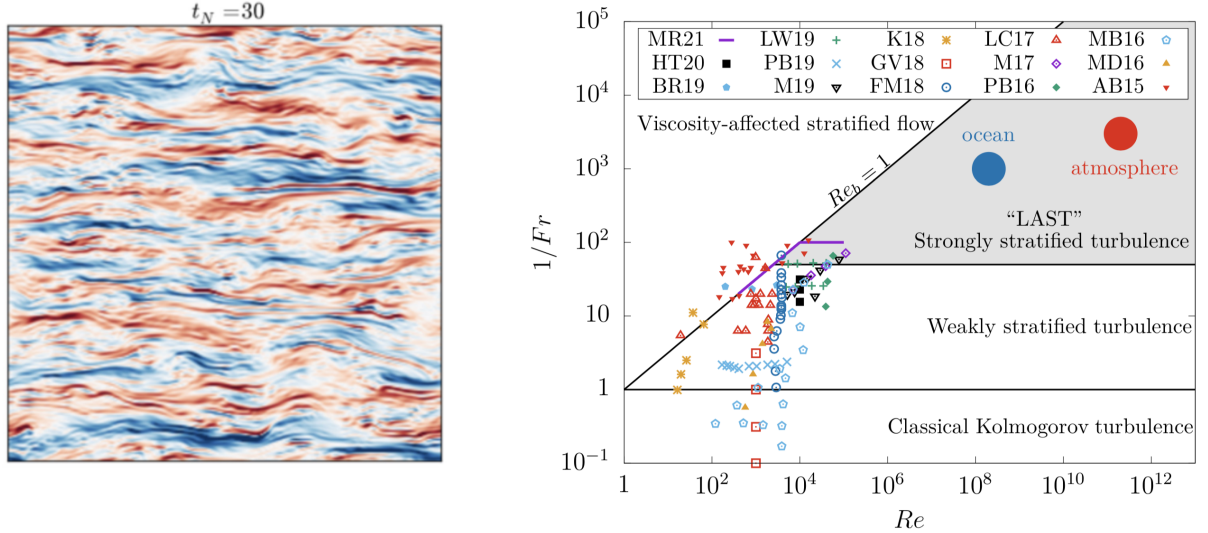 t_N =30
10^5
10^4
10^3
10^2
10
1
10^−1
1/Fr
MR21 LW19 K18 LC17 MB16
HT20 PB19 GV18 M17 MD16
BR19 M19 FM18 PB16 AB15
Viscosity-affected stratified flow
ocean
atmosphere
Re_b = 1
“LAST”
Strongly stratified turbulence
Weakly stratified turbulence
Classical Kolmogorov turbulence
1 10^2 10^4 10^6 10^8 10^10 10^12
Re